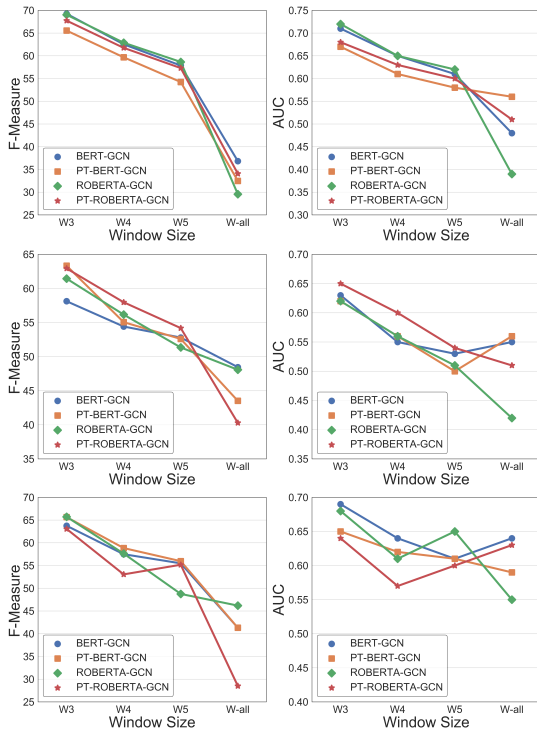 70
65
60
55
50
45
40
35
30
25
F-Measure
BERT-GCN
PT-BERT-GCN
ROBERTA-GCN
PT-ROBERTA-GCN
W3 W4 W5 W-all
Window Size
0.75
0.70
0.65
0.60
0.55
0.50
0.45
0.40
0.35
0.30
AUC
BERT-GCN
PT-BERT-GCN
ROBERTA-GCN
PT-ROBERTA-GCN
W3 W4 W5 W-all
Window Size
65
60
55
50
45
40
35
F-Measure
BERT-GCN
PT-BERT-GCN
ROBERTA-GCN
PT-ROBERTA-GCN
W3 W4 W5 W-all
Window Size
0.70
0.65
0.60
0.55
0.50
0.45
0.40
0.35
AUC
BERT-GCN
PT-BERT-GCN
ROBERTA-GCN
PT-ROBERTA-GCN
W3 W4 W5 W-all
Window Size
70
65
60
55
50
45
40
35
30
25
F-Measure
BERT-GCN
PT-BERT-GCN
ROBERTA-GCN
PT-ROBERTA-GCN
W3 W4 W5 W-all
Window Size
0.70
0.65
0.60
0.55
0.50
0.45
0.40
AUC
BERT-GCN
PT-BERT-GCN
ROBERTA-GCN
PT-ROBERTA-GCN
W3 W4 W5 W-all
Window Size